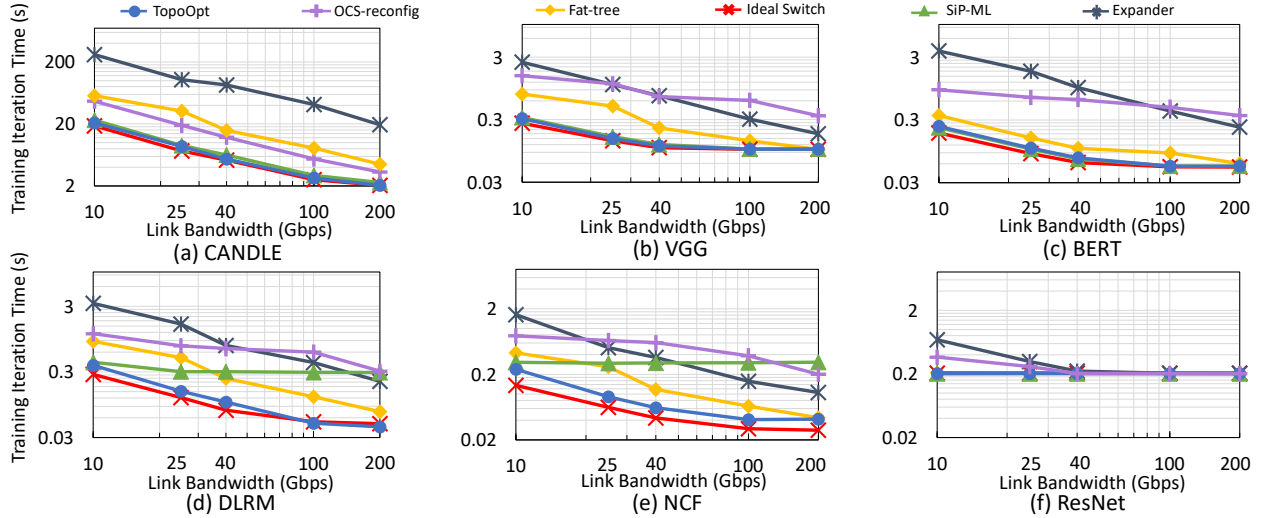 TopoOpt OCS-reconfig Fat-tree Ideal Switch SiP-ML Expander
Training Iteration Time (s)
200
20
2
10 25 40 100 200
Link Bandwidth (Gbps)
(a) CANDLE
3
0.3
0.03
10 25 40 100 200
Link Bandwidth (Gbps)
(b) VGG
3
0.3
0.03
10 25 40 100 200
Link Bandwidth (Gbps)
(c) BERT
Training Iteration Time (s)
3
0.3
0.03
10 25 40 100 200
Link Bandwidth (Gbps)
(d) DLRM
2
0.2
0.02
10 25 40 100 200
Link Bandwidth (Gbps)
(e) NCF
2
0.2
0.02
10 25 40 100 200
Link Bandwidth (Gbps)
(f) ResNet